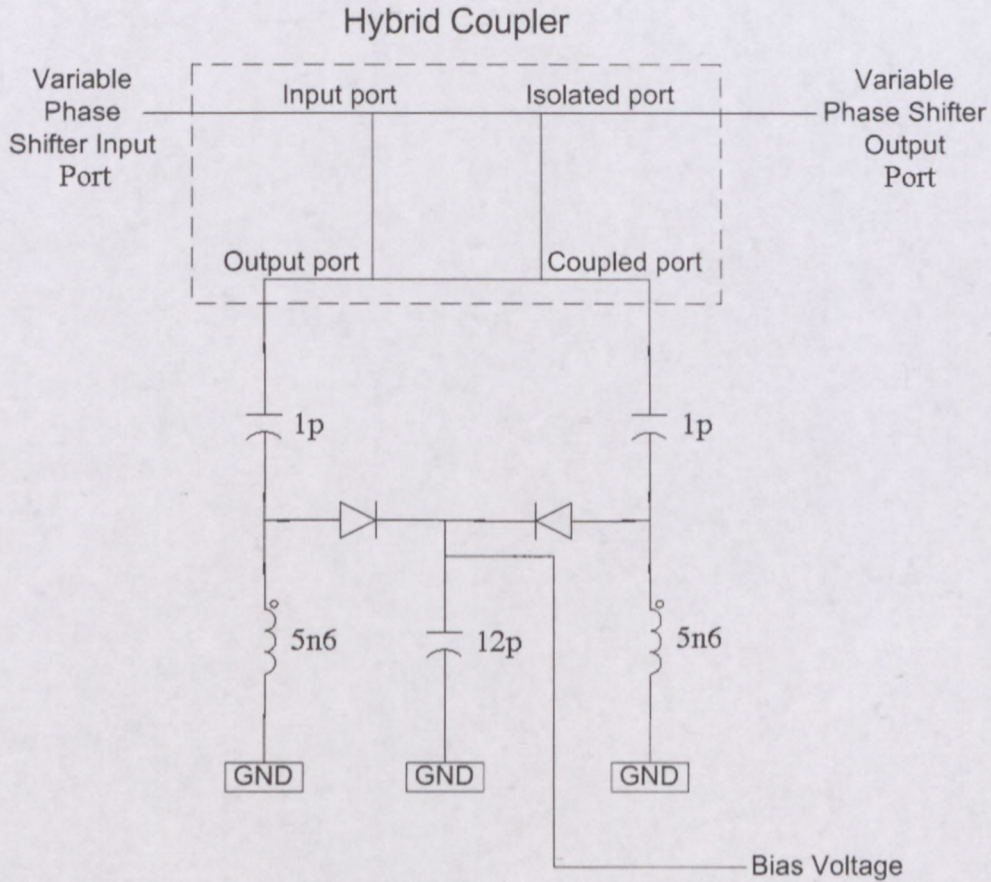 Hybrid Coupler
Variable
Phase
Shifter Input
Port
Input port
Isolated port
Variable
Phase Shifter
Output
Port
Output port
Coupled port
1p
1p
5n6
12p
5n6
GND
GND
GND
Bias Voltage